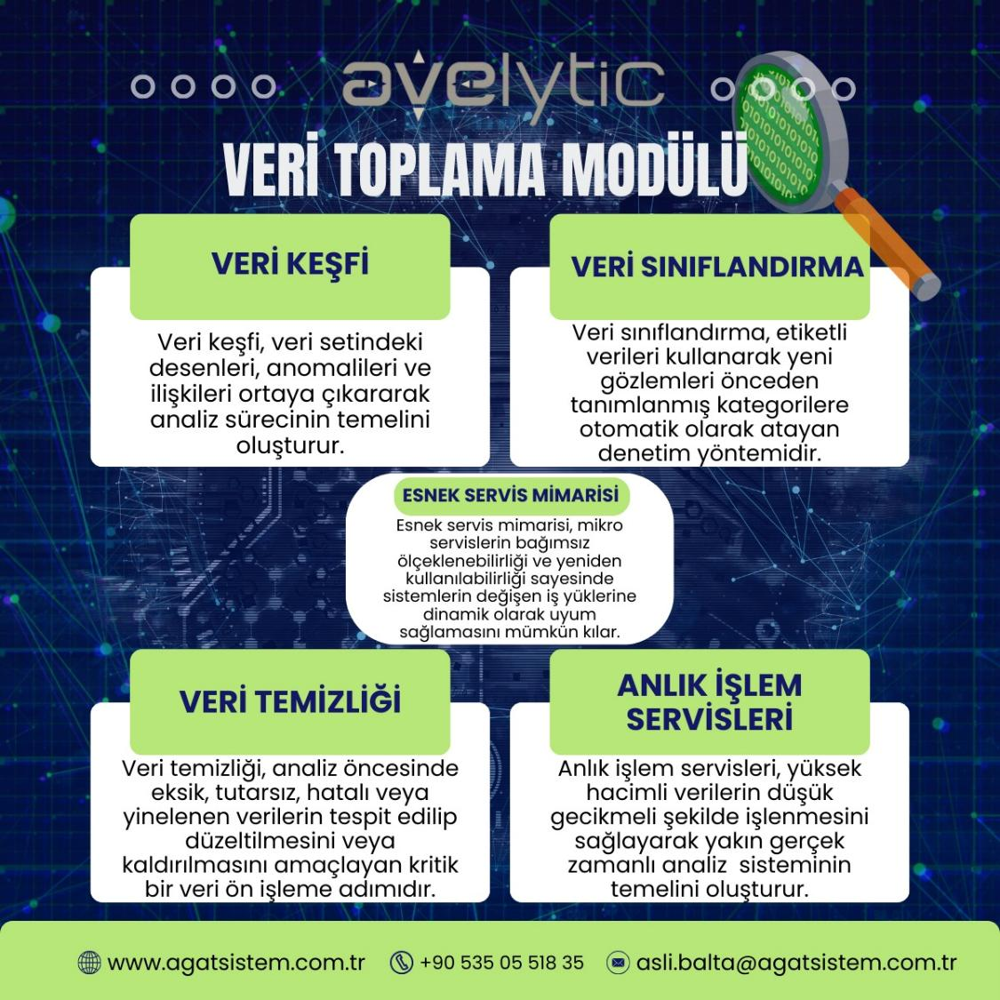 avelytic
VERİ TOPLAMA MODÜLÜ
VERİ KEŞFİ
Veri keşfi, veri setindeki
desenleri, anomalileri ve
ilişkileri ortaya çıkararak
analiz sürecinin temelini
oluşturur.
VERİ SINIFLANDIRMA
Veri sınıflandırma, etiketli
verileri kullanarak yeni
gözlemleri önceden
tanımlanmış kategorilere
otomatik olarak atayan
denetim yöntemidir.
ESNEK SERVİS MİMARİSİ
Esnek servis mimarisi, mikro
servislerin bağımsız
ölçeklenebilirliği ve yeniden
kullanılabilirliği sayesinde
sistemlerin değişen iş yüklerine
dinamik olarak uyum
sağlamasını mümkün kılar.
VERİ TEMİZLİĞİ
Veri temizliği, analiz öncesinde
eksik, tutarsız, hatalı veya
yinelenen verilerin tespit edilip
düzeltilmesini veya
kaldırılmasını amaçlayan kritik
bir veri ön işleme adımıdır.
ANLIK İŞLEM
SERVİSLERİ
Anlık işlem servisleri, yüksek
hacimli verilerin düşük
gecikmeli şekilde işlenmesini
sağlayarak yakın gerçek
zamanlı analiz  sisteminin
temelini oluşturur.
www.agatsistem.com.tr
+90 535 05 518 35
asli.balta@agatsistem.com.tr